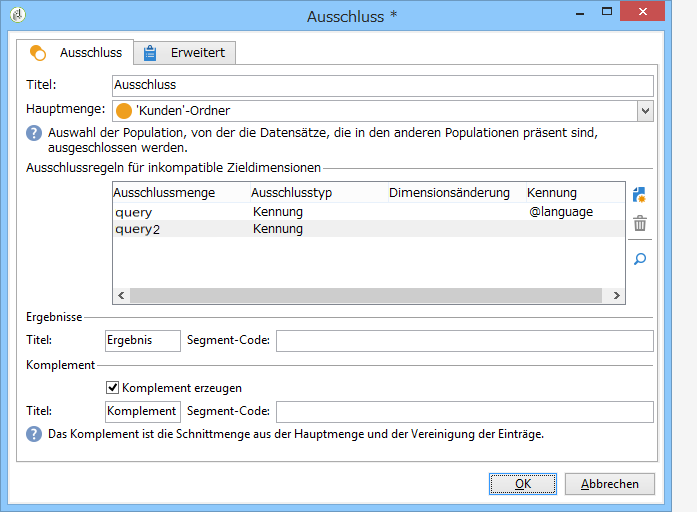 Ausschluss *
Ausschluss
Erweitert
Titel:
Ausschluss
Hauptmenge:
'Kunden'-Ordner
Auswahl der Population, von der die Datensätze, die in den anderen Populationen präsent sind,
ausgeschlossen werden.
Ausschlussregeln für inkompatible Zieldimensionen
Ausschlussmenge Ausschlusstyp Dimensionsänderung Kennung
query Kennung @language
query2 Kennung
Ergebnisse
Titel: Ergebnis Segment-Code:
Komplement
Komplement erzeugen
Titel: Komplement Segment-Code:
Das Komplement ist die Schnittmenge aus der Hauptmenge und der Vereinigung der Einträge.
OK
Abbrechen